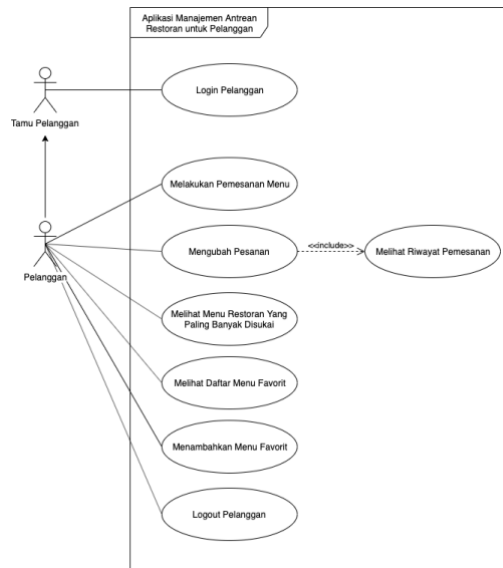 Aplikasi Manajemen Antrean
Restoran untuk Pelanggan
Login Pelanggan
Tamu Pelanggan
Melakukan Pemesanan Menu
Mengubah Pesanan
<<include>>
Melihat Riwayat Pemesanan
Pelanggan
Melihat Menu Restoran Yang
Paling Banyak Disukai
Melihat Daftar Menu Favorit
Menambahkan Menu Favorit
Logout Pelanggan